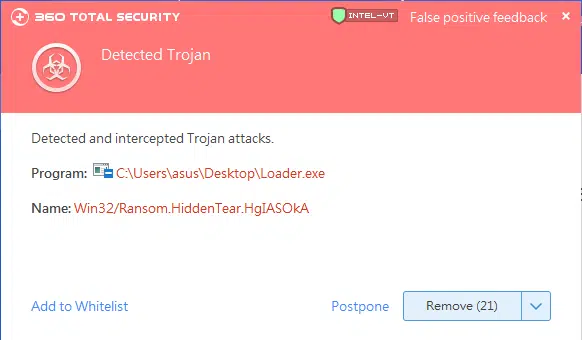 360 TOTAL SECURITY
INTEL-VT
False positive feedback
Detected Trojan
Detected and intercepted Trojan attacks.
Program: C:\Users\asus\Desktop\Loader.exe
Name: Win32/Ransom.HiddenTear.HgIASOkA
Add to Whitelist
Postpone
Remove (21)